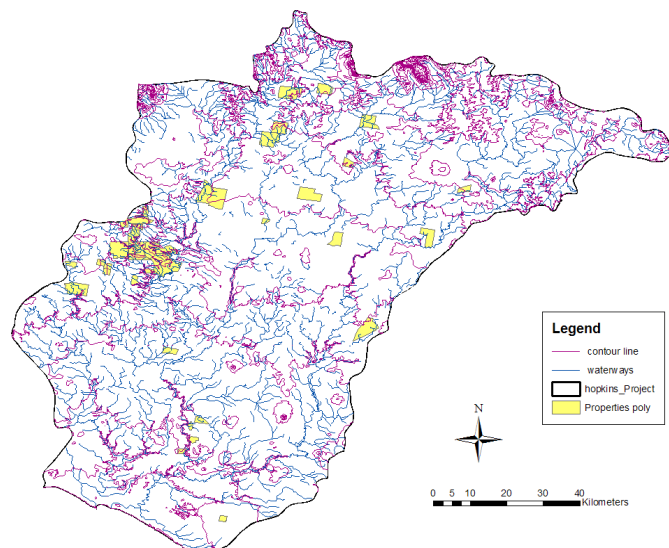 Legend
contour line
waterways
hopkins_Project
Properties poly
N
0 5 10 20 30 40
Kilometers